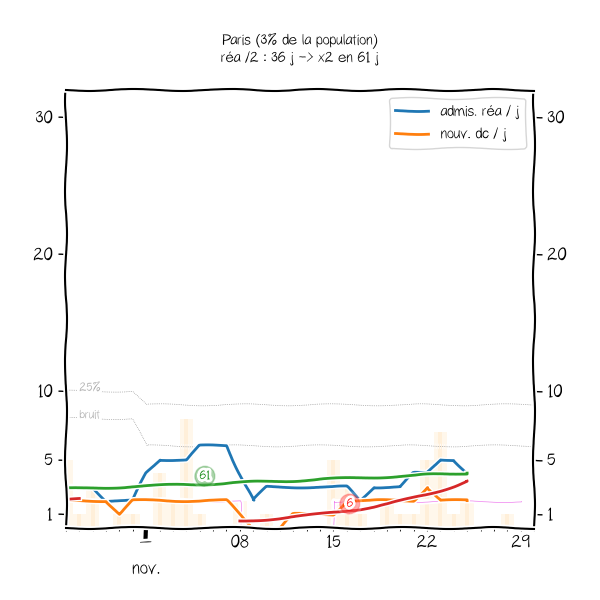 Paris (3% de la population)
réa /2 : 36 j -> x2 en 61 j
admis. réa / j
nouv. dc / j
30
30
20
20
10
10
25%
bruit
5
5
61
6
1
1
08
15
22
29
nov.